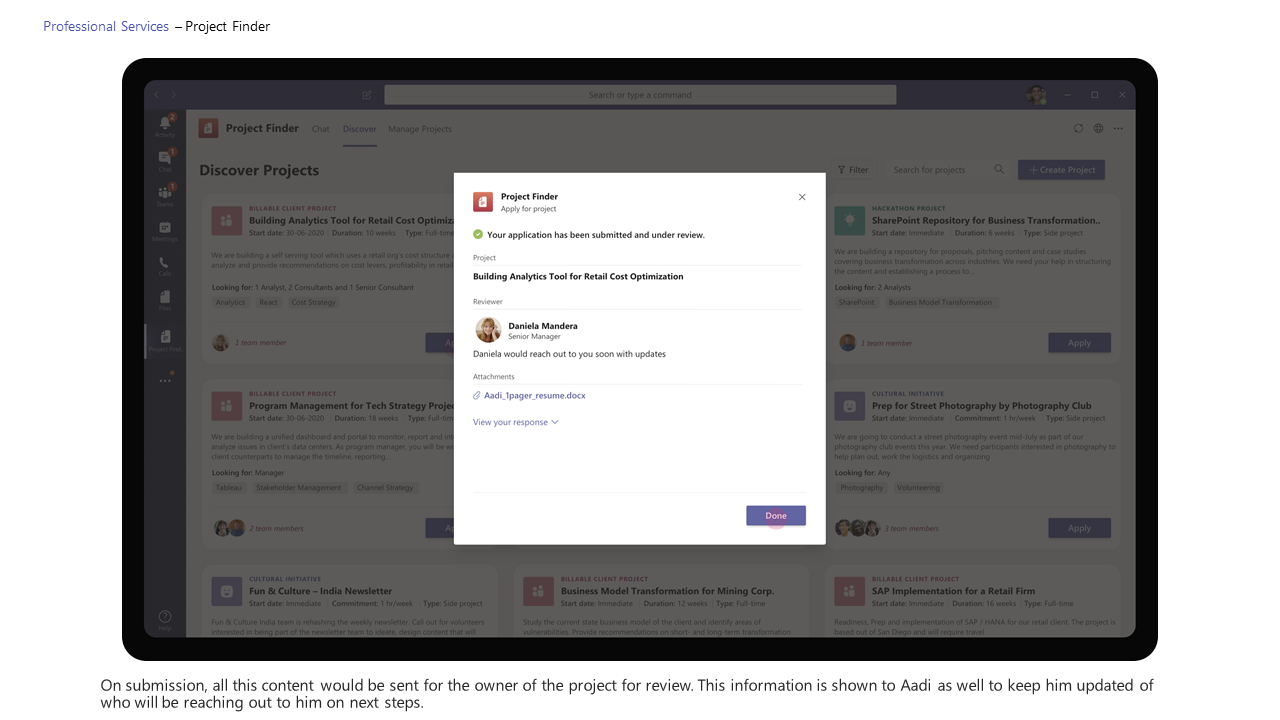 Professional Services – Project Finder
Search or type a command
Activity
2
Chat
1
Teams
1
Meetings
Calls
Files
Project Find
Help
Project Finder
Chat
Discover
Manage Projects
Discover Projects
Filter
Search for projects
+ Create Project
BILLABLE CLIENT PROJECT
Building Analytics Tool for Retail Cost Optimiza
Start date: 30-06-2020 | Duration: 10 weeks | Type: Full-time
We are building a self serving tool which uses a retail org's cost structure
analyze and provide recommendations on cost levers, profitability in retail
Looking for: 1 Analyst, 2 Consultants and 1 Senior Consultant
Analytics
React
Cost Strategy
1 team member
HACKATHON PROJECT
SharePoint Repository for Business Transformation..
Start date: Immediate | Duration: 6 weeks | Type: Side project
We are building a repository for proposals, pitching content and case studies
covering business transformation across industries. We need your help in structuring
the content and establishing a process to...
Looking for: 2 Analysts
SharePoint
Business Model Transformation
1 team member
Apply
BILLABLE CLIENT PROJECT
Program Management for Tech Strategy Projec
Start date: 30-06-2020 | Duration: 18 weeks | Type: Full-time
We are building a unified dashboard and portal to monitor, report and int
analyze issues in client's data centers. As program manager, you will be w
client counterparts to manage the timeline, reporting...
Looking for: Manager
Tableau
Stakeholder Management
Channel Strategy
2 team members
CULTURAL INITIATIVE
Prep for Street Photography by Photography Club
Start date: Immediate | Commitment: 1 hr/week | Type: Side project
We are going to conduct a street photography event mid-July as part of our
photography club events this year. We need participants interested in photography to
help plan out, work the logistics and organizing
Looking for: Any
Photography
Volunteering
3 team members
Apply
CULTURAL INITIATIVE
Fun & Culture – India Newsletter
Start date: Immediate | Commitment: 1 hr/week | Type: Side project
Fun & Culture India team is rehashing the weekly newsletter. Call out for volunteers
interested in being part of the newsletter team to ideate, design content that will
BILLABLE CLIENT PROJECT
Business Model Transformation for Mining Corp.
Start date: Immediate | Duration: 12 weeks | Type: Full-time
Study the current state business model of the client and identify areas of
vulnerabilities. Provide recommendations on short- and long-term transformation
BILLABLE CLIENT PROJECT
SAP Implementation for a Retail Firm
Start date: Immediate | Duration: 16 weeks | Type: Full-time
Readiness, Prep and implementation of SAP / HANA for our retail client. The project is
based out of San Diego and will require travel
Project Finder
Apply for project
Your application has been submitted and under review.
Project
Building Analytics Tool for Retail Cost Optimization
Reviewer
Daniela Mandera
Senior Manager
Daniela would reach out to you soon with updates
Attachments
Aadi_1pager_resume.docx
View your response
Done
On submission, all this content would be sent for the owner of the project for review. This information is shown to Aadi as well to keep him updated of
who will be reaching out to him on next steps.